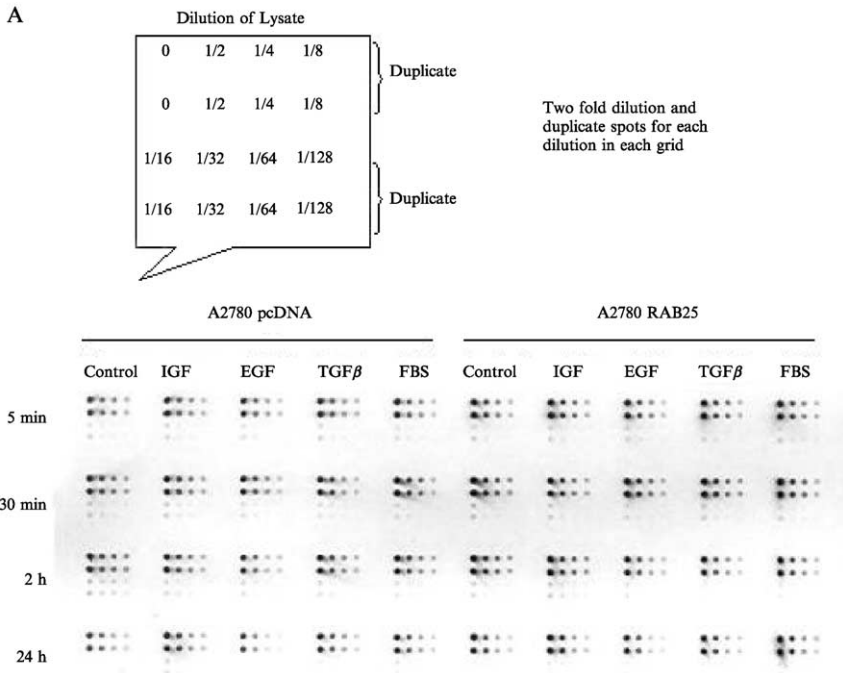 A
Dilution of Lysate
0 1/2 1/4 1/8
Duplicate
0 1/2 1/4 1/8
Two fold dilution and
duplicate spots for each
dilution in each grid
1/16 1/32 1/64 1/128
Duplicate
1/16 1/32 1/64 1/128
A2780 pcDNA A2780 RAB25
Control IGF EGF TGFβ FBS Control IGF EGF TGFβ FBS
5 min
30 min
2 h
24 h